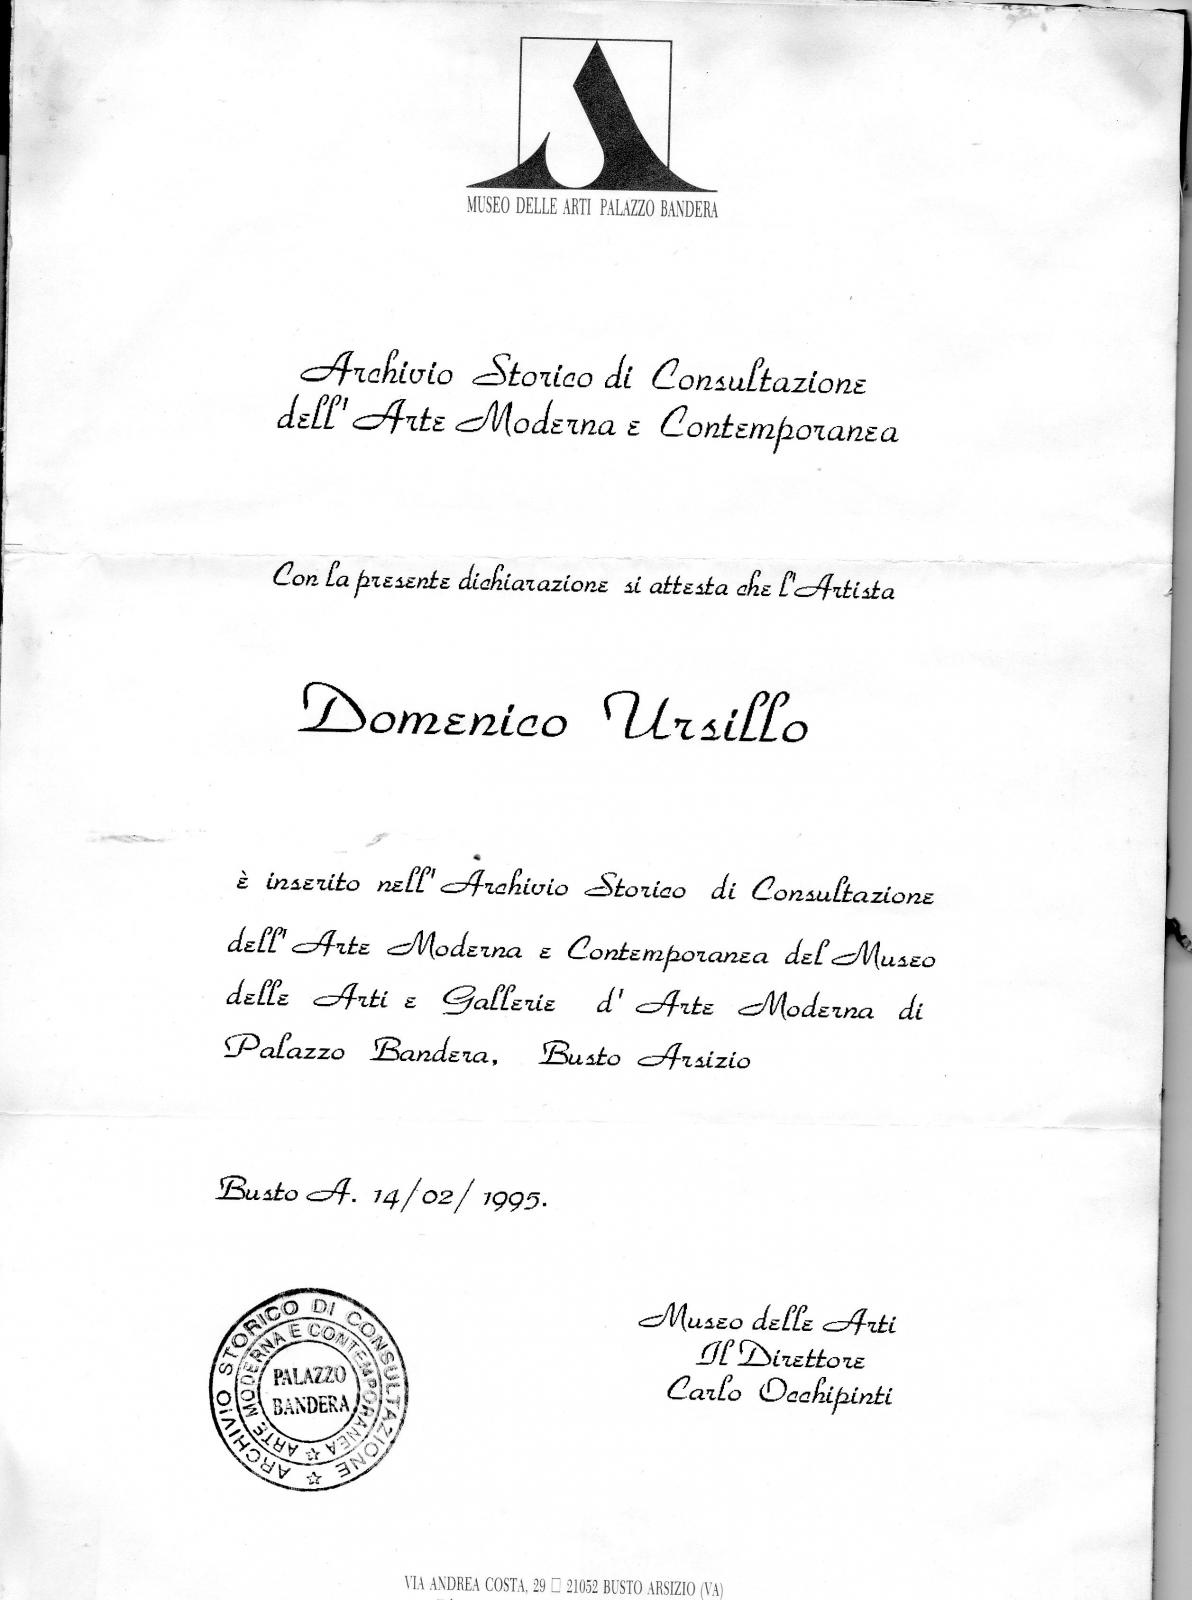 MUSEO DELLE ARTI PALAZZO BANDERA
Archivio Storico di Consultazione
dell' Arte Moderna e Contemporanea
Con la presente dichiarazione si attesta che l'Artista
Domenico Ursillo
è inserito nell' Archivio Storico di Consultazione
dell' Arte Moderna e Contemporanea del Museo
delle Arti e Gallerie d' Arte Moderna di
Palazzo Bandera, Busto Arsizio
Busto A. 14/02/1995.
ARCHIVIO STORICO DI CONSULTAZIONE
ARTE MODERNA E CONTEMPORANEA
PALAZZO
BANDERA
Museo delle Arti
Il Direttore
Carlo Occhipinti
VIA ANDREA COSTA, 29 □ 21052 BUSTO ARSIZIO (VA)